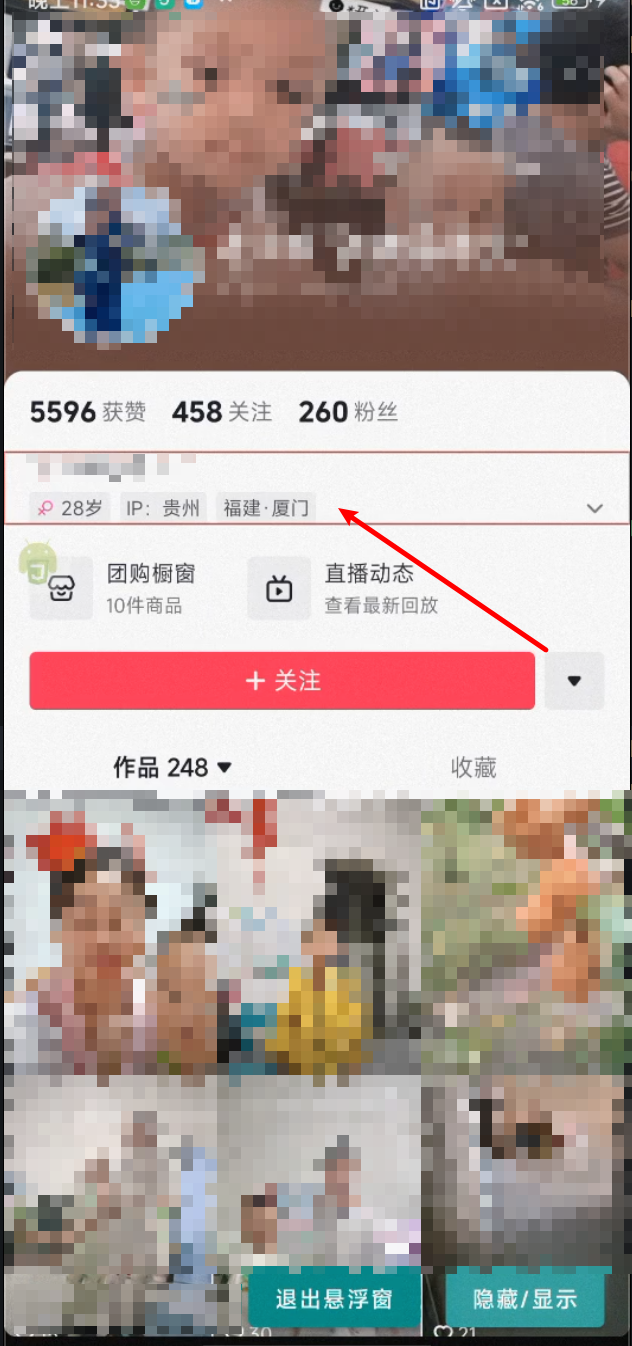 晚上11:35
5596 获赞 458 关注 260 粉丝
28岁 IP：贵州 福建·厦门
团购橱窗 直播动态
10件商品 查看最新回放
+ 关注
作品 248 收藏
退出悬浮窗 隐藏/显示
30 21